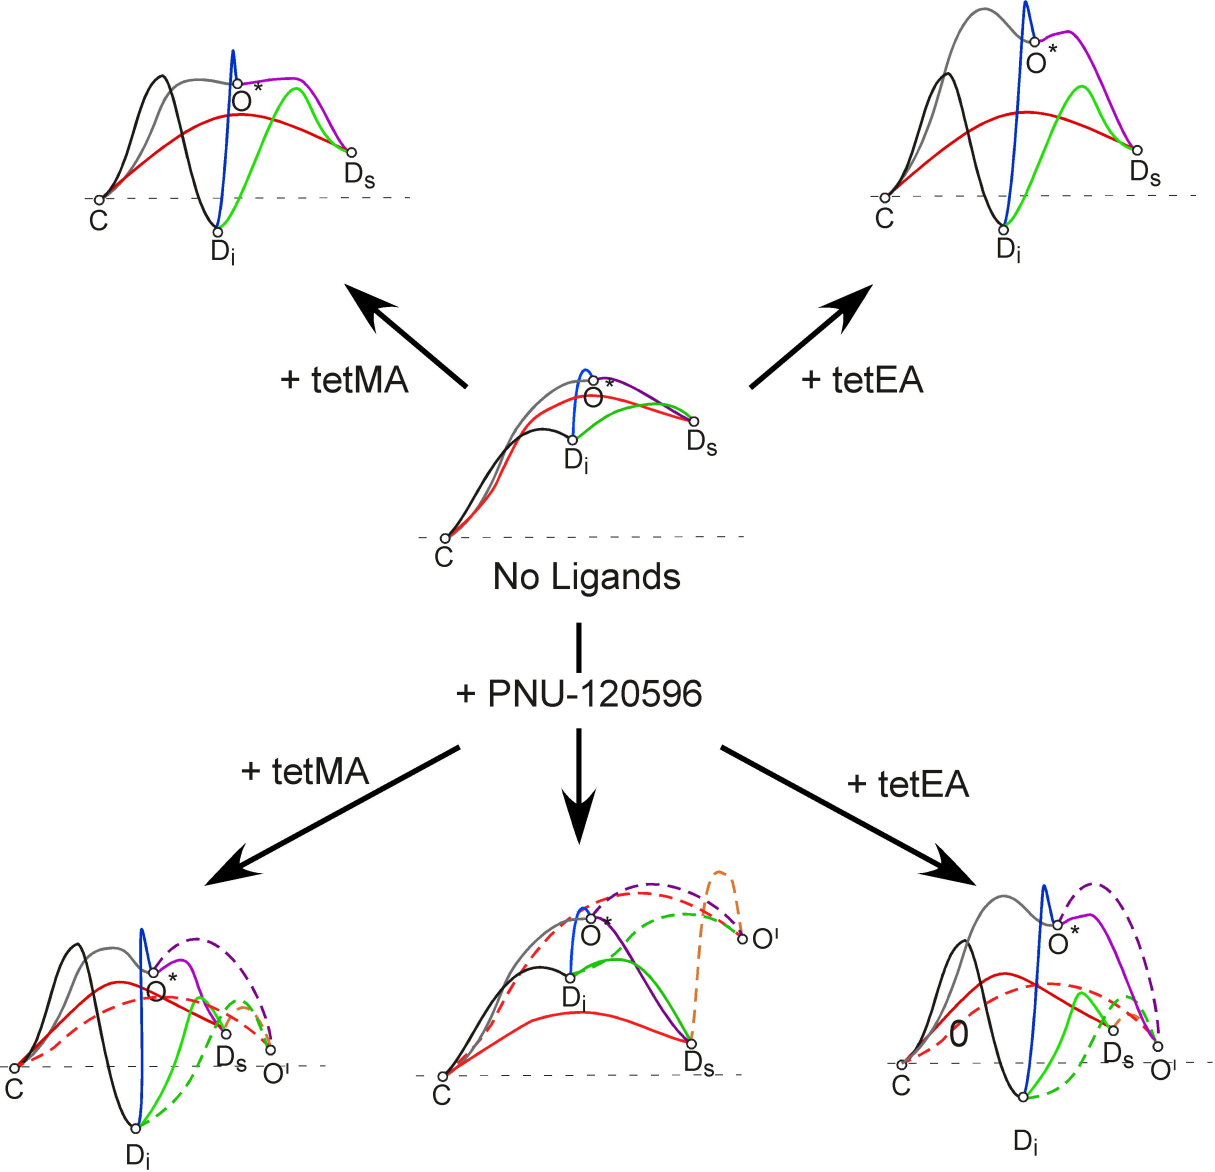 O*
C
Di
Ds
O*
C
Di
Ds
+ tetMA
+ tetEA
O*
Di
Ds
C
No Ligands
+ PNU-120596
+ tetMA
+ tetEA
O*
C
Di
Ds
O'
O*
C
Di
Ds
O'
O*
0
C
Di
Ds
O'